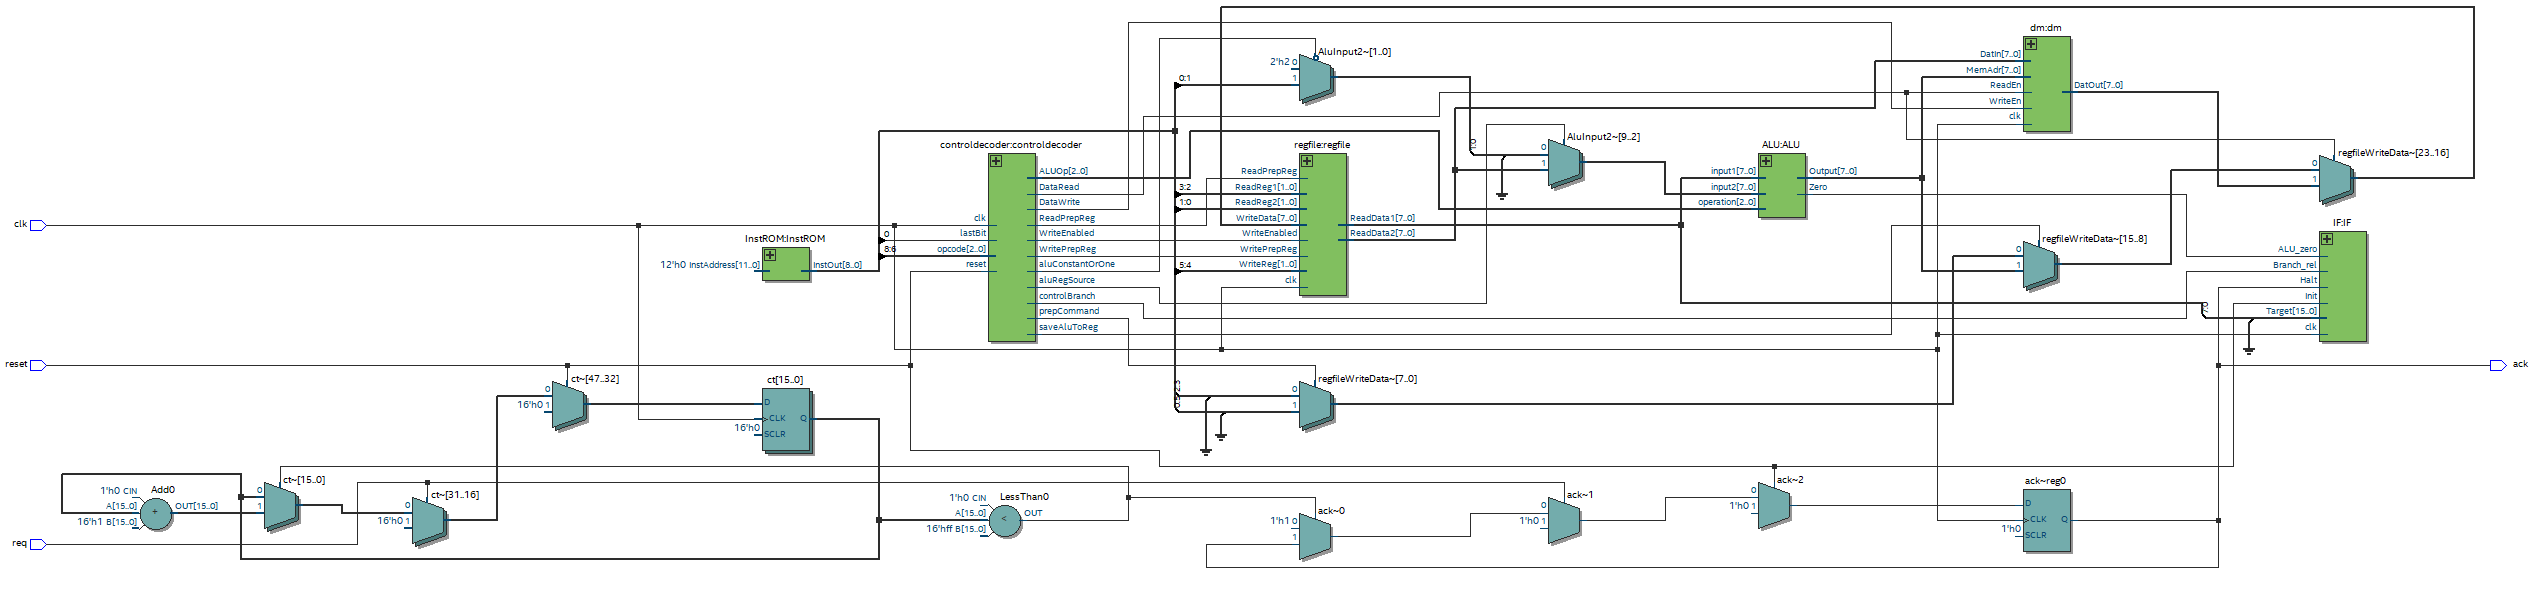 clk
reset
req
1'h0 CIN
A[15..0]
16'h1 B[15..0]
Add0
+
OUT[15..0]
ct~[15..0]
0
1
ct~[31..16]
0
16'h0 1
ct~[47..32]
0
16'h0 1
ct[15..0]
D
CLK
16'h0
SCLR
Q
InstROM:InstROM
12'h0 InstAddress[11..0]
InstOut[8..0]
1'h0 CIN
A[15..0]
16'hff B[15..0]
LessThan0
<
OUT
controldecoder:controldecoder
0
8:6
clk
lastBit
opcode[2..0]
reset
ALUOp[2..0]
DataRead
DataWrite
ReadPrepReg
WriteEnabled
WritePrepReg
aluConstantOrOne
aluRegSource
controlBranch
prepCommand
saveAluToReg
AluInput2~[1..0]
2'h2 0
0:1
1
regfile:regfile
3:2
1:0
5:4
ReadPrepReg
ReadReg1[1..0]
ReadReg2[1..0]
WriteData[7..0]
WriteEnabled
WritePrepReg
WriteReg[1..0]
clk
ReadData1[7..0]
ReadData2[7..0]
regfileWriteData~[7..0]
0
1
ack~0
1'h1 0
1
AluInput2~[9..2]
1:0
0
1
ack~1
0
1'h0 1
ALU:ALU
input1[7..0]
input2[7..0]
operation[2..0]
Output[7..0]
Zero
ack~2
0
1'h0 1
dm:dm
DatIn[7..0]
MemAdr[7..0]
ReadEn
WriteEn
clk
DatOut[7..0]
regfileWriteData~[15..8]
0
1
ack~reg0
D
CLK
1'h0
SCLR
Q
regfileWriteData~[23..16]
0
1
IF:IF
ALU_zero
Branch_rel
Halt
Init
7:0
Target[15..0]
clk
ack